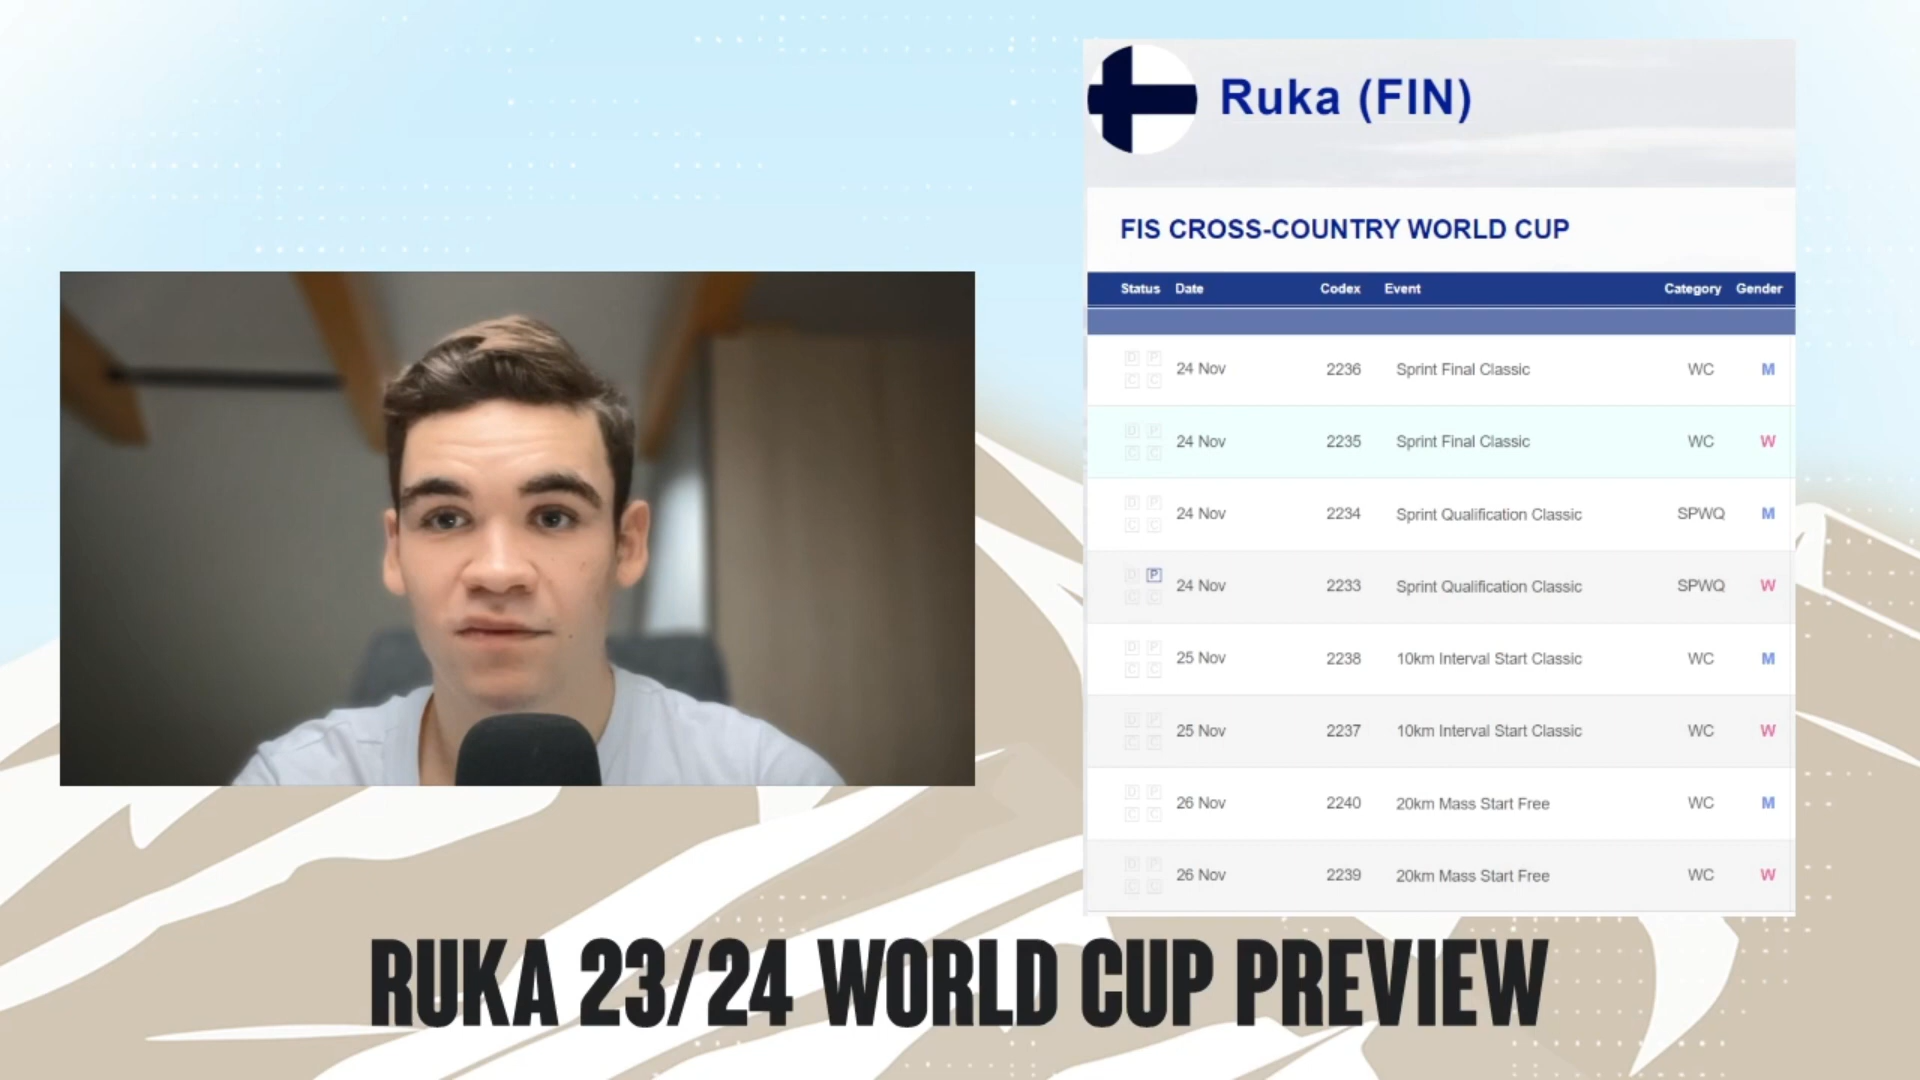 Ruka (FIN)
FIS CROSS-COUNTRY WORLD CUP
Status Date Codex Event Category Gender
D P
24 Nov 2236 Sprint Final Classic WC M
C C
D P
24 Nov 2235 Sprint Final Classic WC W
C C
D P
24 Nov 2234 Sprint Qualification Classic SPWQ M
C C
D P
24 Nov 2233 Sprint Qualification Classic SPWQ W
C C
D P
25 Nov 2238 10km Interval Start Classic WC M
C C
D P
25 Nov 2237 10km Interval Start Classic WC W
C C
D P
26 Nov 2240 20km Mass Start Free WC M
C C
D P
26 Nov 2239 20km Mass Start Free WC W
C C
RUKA 23/24 WORLD CUP PREVIEW